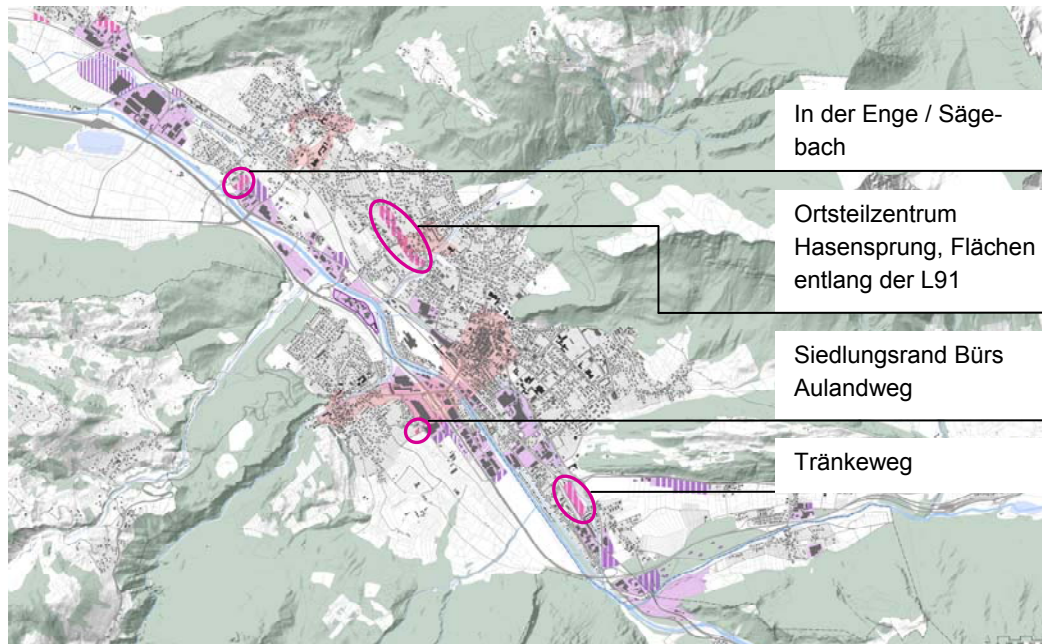 In der Enge / Säge-
bach
Ortsteilzentrum
Hasensprung, Flächen
entlang der L91
Siedlungsrand Bürs
Aulandweg
Tränkeweg